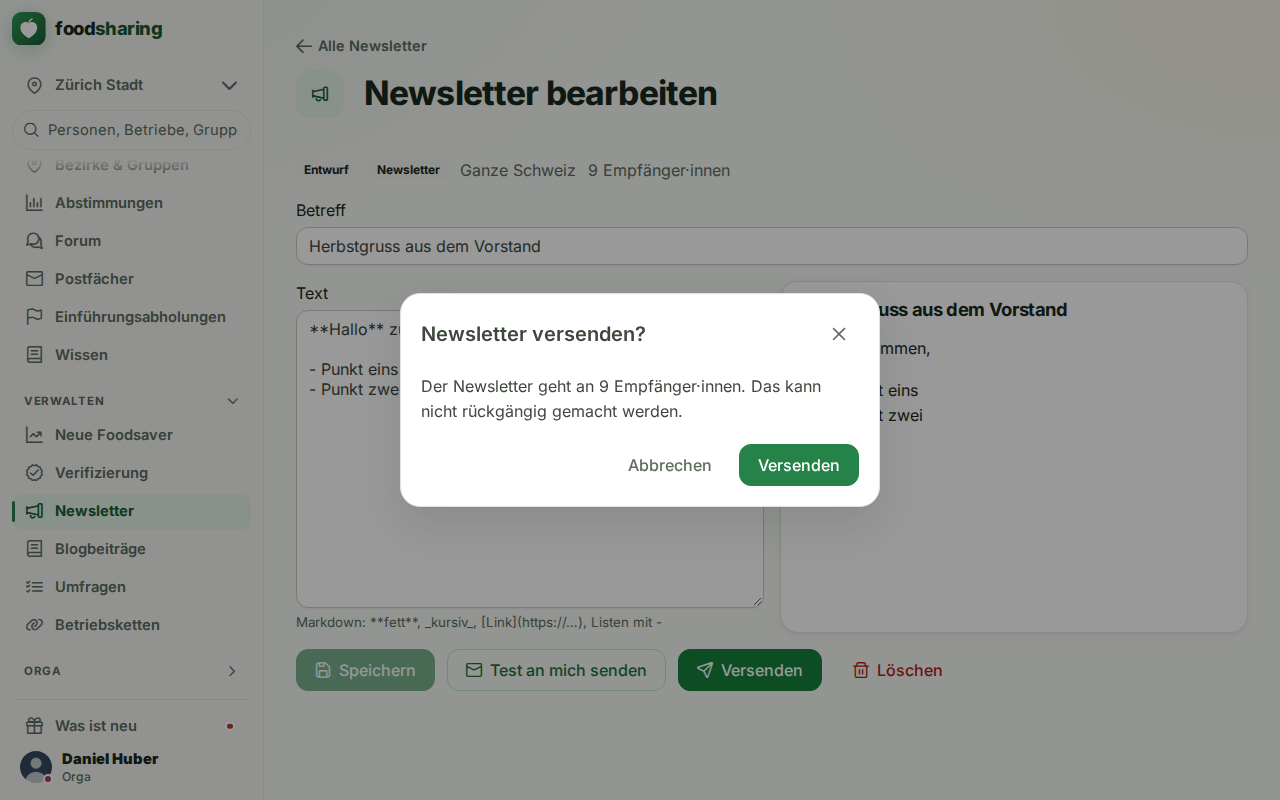 foodsharing
Zürich Stadt
Personen, Betriebe, Grupp
Bezirke & Gruppen
Abstimmungen
Forum
Postfächer
Einführungsabholungen
Wissen
VERWALTEN
Neue Foodsaver
Verifizierung
Newsletter
Blogbeiträge
Umfragen
Betriebsketten
ORGA
Was ist neu
Daniel Huber
Orga
Alle Newsletter
Newsletter bearbeiten
Entwurf Newsletter Ganze Schweiz 9 Empfänger·innen
Betreff
Herbstgruss aus dem Vorstand
Text
**Hallo**
- Punkt eins
- Punkt
Markdown: **fett**, _kursiv_, [Link](https://...), Listen mit -
aus dem Vorstand
eins
zwei
Newsletter versenden?
Der Newsletter geht an 9 Empfänger·innen. Das kann
nicht rückgängig gemacht werden.
Abbrechen Versenden
Speichern Test an mich senden Versenden Löschen